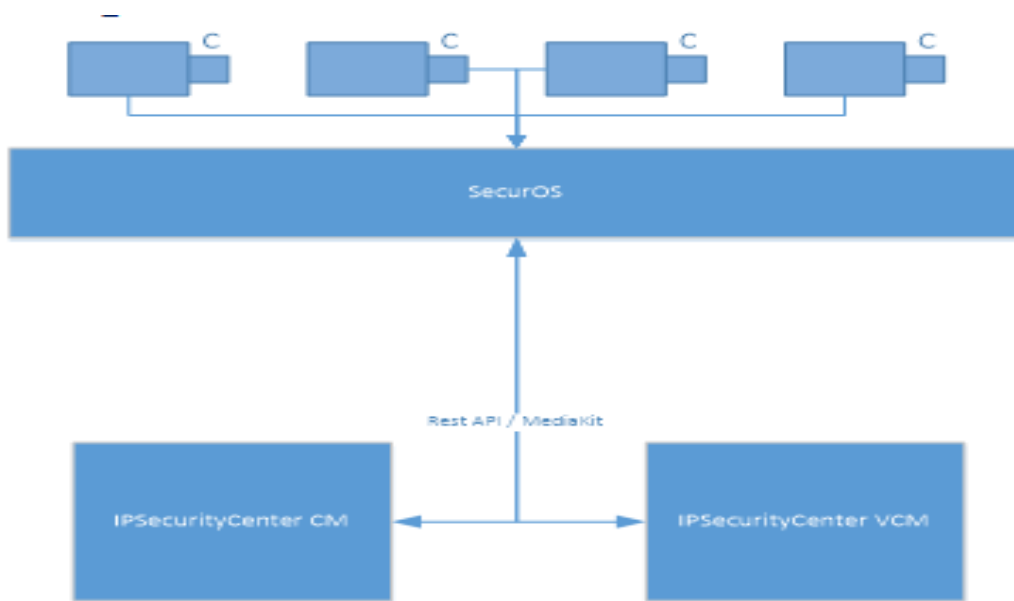 C
C
C
SecurOS
Rest API / MediaKit
IPSecurityCenter CM
IPSecurityCenter VCM